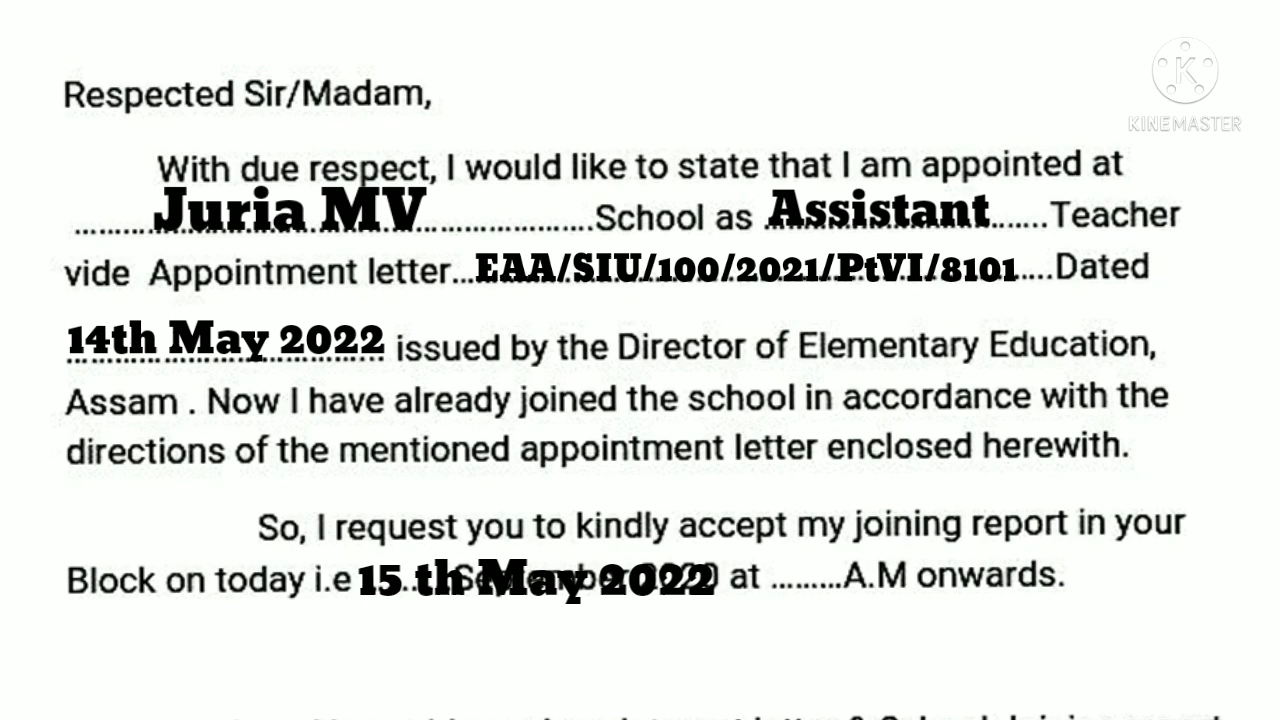 KINEMASTER
Respected Sir/Madam,
With due respect, I would like to state that I am appointed at
.........Juria MV.......................School as Assistant.......Teacher
vide Appointment letter...EAA/SIU/100/2021/PtVI/8101....Dated
14th May 2022 issued by the Director of Elementary Education,
Assam . Now I have already joined the school in accordance with the
directions of the mentioned appointment letter enclosed herewith.
So, I request you to kindly accept my joining report in your
Block on today i.e 15 th May 2022 at .........A.M onwards.